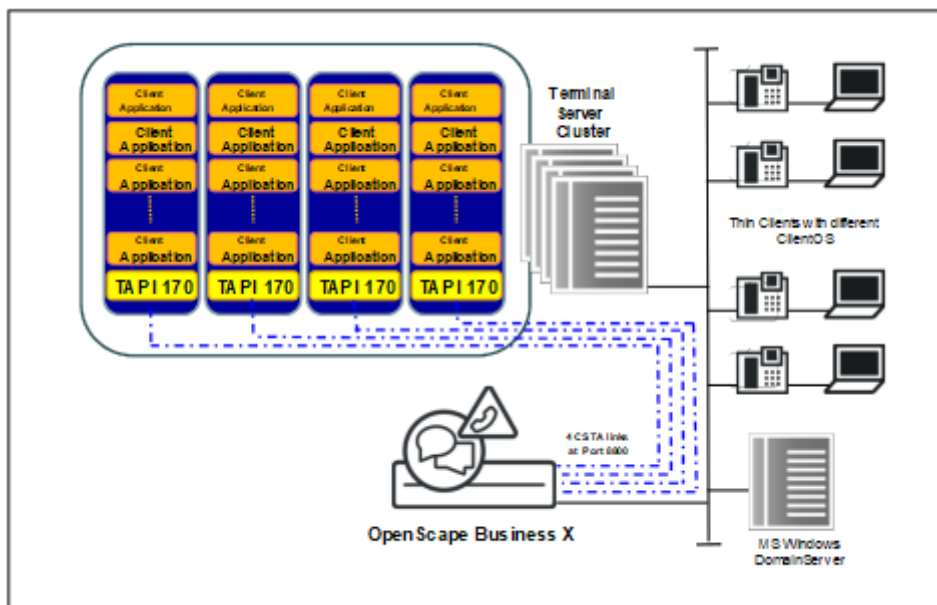 Client
Application
Client
Application
Client
Application
Client
Application
TAPI 170
Client
Application
Client
Application
Client
Application
Client
Application
TAPI 170
Client
Application
Client
Application
Client
Application
Client
Application
TAPI 170
Client
Application
Client
Application
Client
Application
Client
Application
TAPI 170
Terminal
Server
Cluster
Thin Clients with different
ClientOS
4 CSTA links
at Port 8800
OpenScape Business X
MS Windows
DomainServer